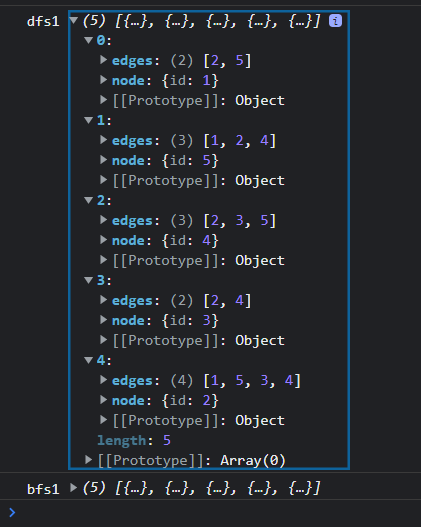 dfs1 ▼ (5) [{…}, {…}, {…}, {…}, {…}] i
▼ 0:
▶ edges: (2) [2, 5]
▶ node: {id: 1}
▶ [[Prototype]]: Object
▼ 1:
▶ edges: (3) [1, 2, 4]
▶ node: {id: 5}
▶ [[Prototype]]: Object
▼ 2:
▶ edges: (3) [2, 3, 5]
▶ node: {id: 4}
▶ [[Prototype]]: Object
▼ 3:
▶ edges: (2) [2, 4]
▶ node: {id: 3}
▶ [[Prototype]]: Object
▼ 4:
▶ edges: (4) [1, 5, 3, 4]
▶ node: {id: 2}
▶ [[Prototype]]: Object
length: 5
▶ [[Prototype]]: Array(0)
bfs1 ▶ (5) [{…}, {…}, {…}, {…}, {…}]